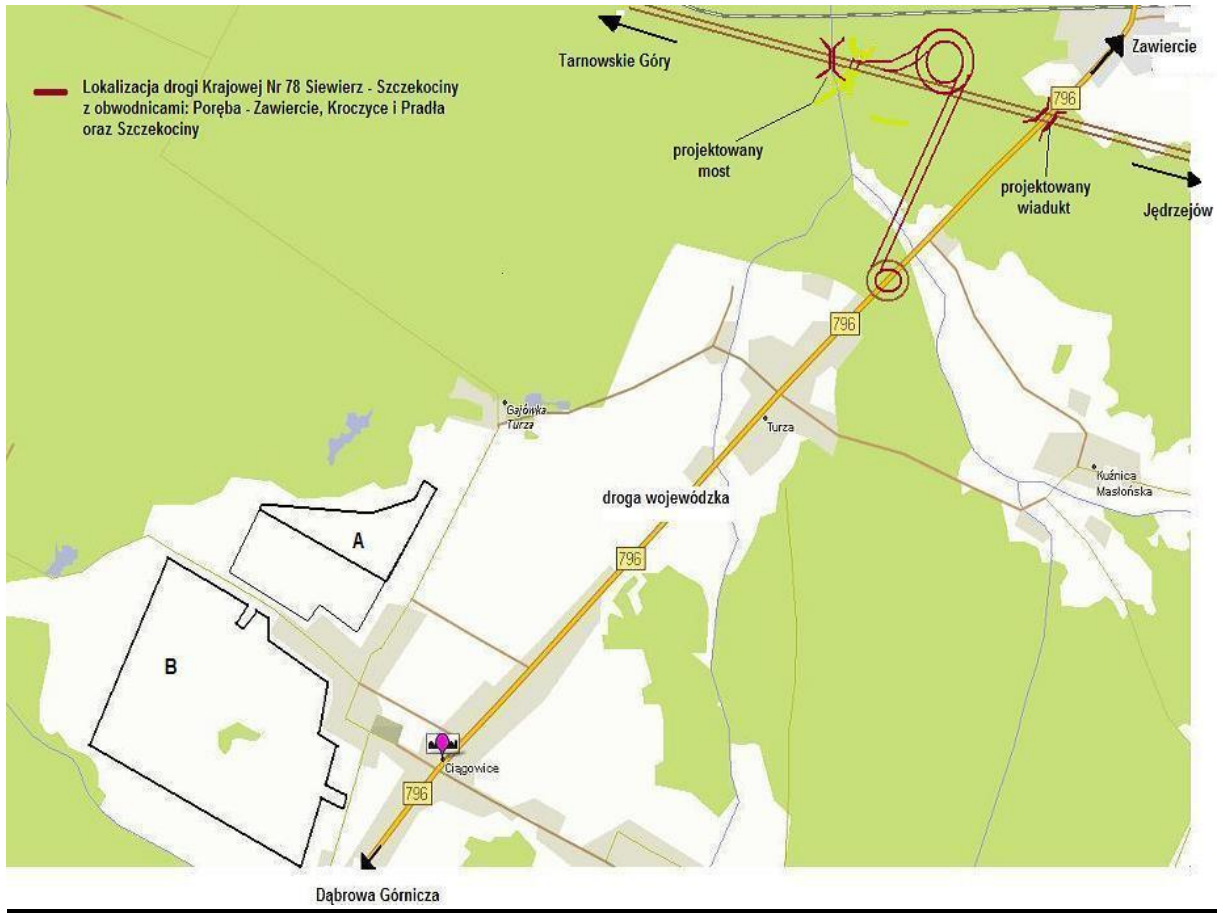 Tarnowskie Góry
Zawiercie
Lokalizacja drogi Krajowej Nr 78 Siewierz - Szczekociny
z obwodnicami: Poręba - Zawiercie, Kroczyce i Pradła
oraz Szczekociny
796
projektowany
most
projektowany
wiadukt
Jędrzejów
796
Gajówka
Turza
Turza
Kuźnica
Masłońska
droga wojewódzka
A
796
B
Ciągowice
796
Dąbrowa Górnicza